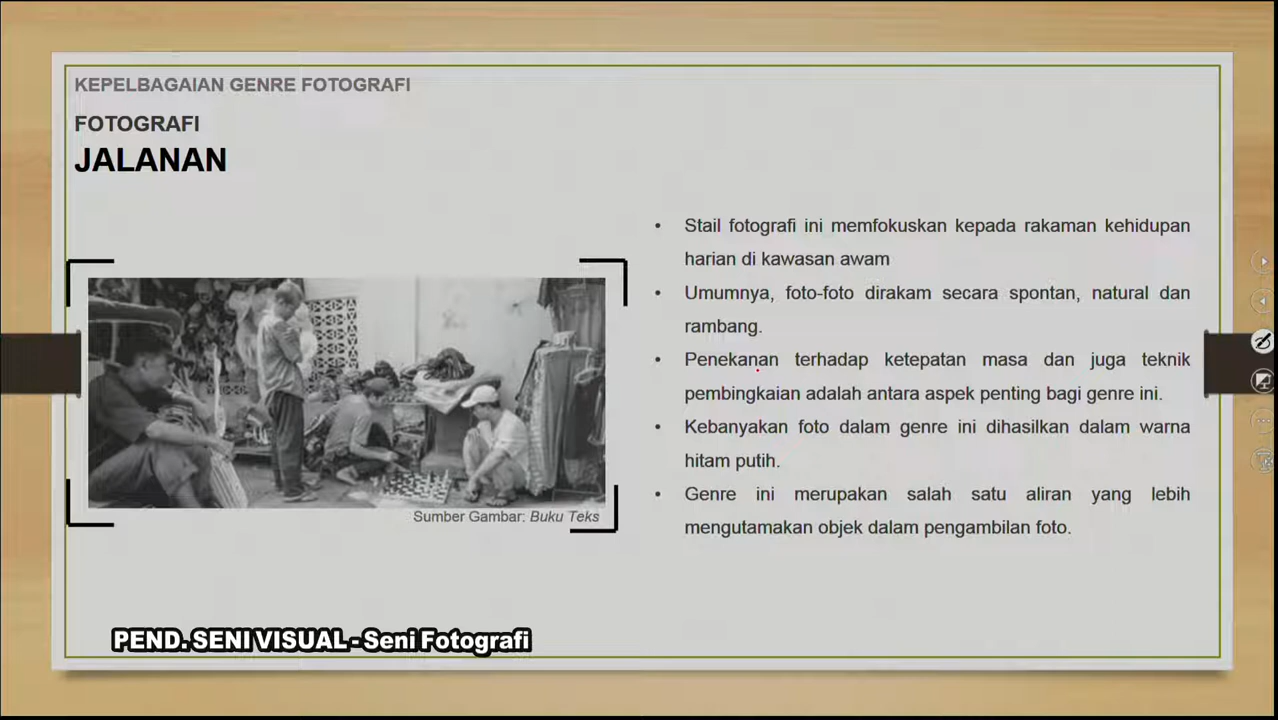 KEPELBAGAIAN GENRE FOTOGRAFI
FOTOGRAFI
JALANAN
• Stail fotografi ini memfokuskan kepada rakaman kehidupan
harian di kawasan awam
• Umumnya, foto-foto dirakam secara spontan, natural dan
rambang.
• Penekanan terhadap ketepatan masa dan juga teknik
pembingkaian adalah antara aspek penting bagi genre ini.
• Kebanyakan foto dalam genre ini dihasilkan dalam warna
hitam putih.
• Genre ini merupakan salah satu aliran yang lebih
mengutamakan objek dalam pengambilan foto.
Sumber Gambar: Buku Teks
PEND. SENI VISUAL - Seni Fotografi